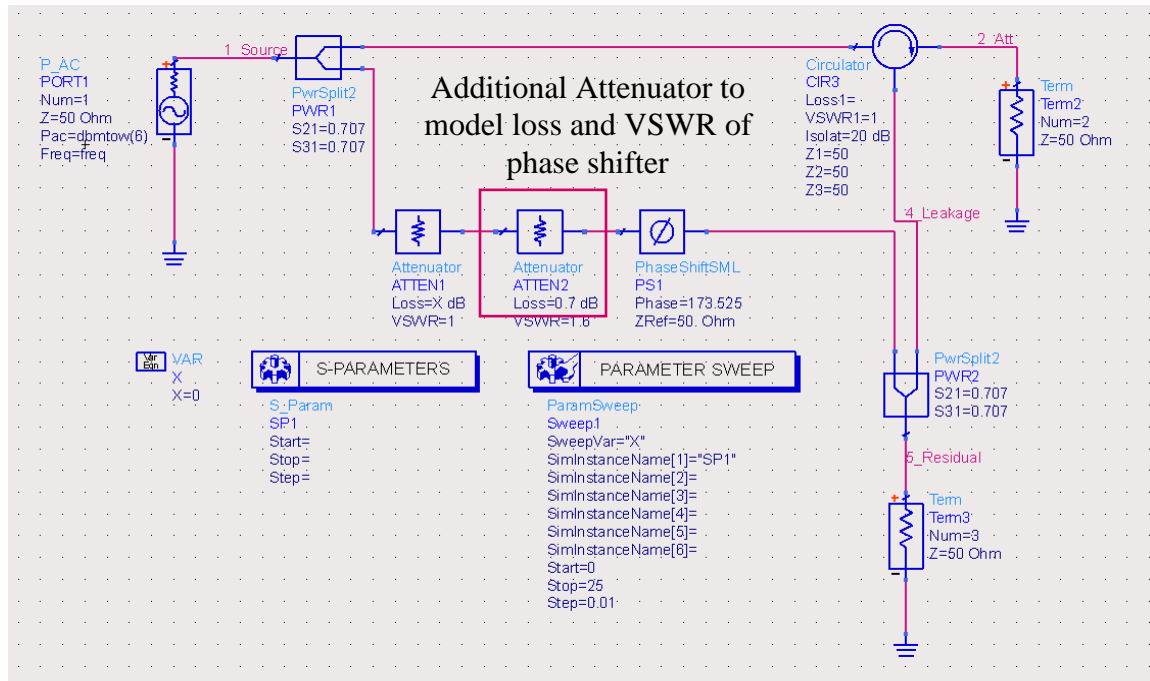 1_Source
P_AC
PORT1
Num=1
Z=50 Ohm
Pac=dbmtow(6)
Freq=freq
PwrSplit2
PWR1
S21=0.707
S31=0.707
Additional Attenuator to
model loss and VSWR of
phase shifter
Circulator
CIR3
Loss1=
VSWR1=1
Isolat=20 dB
Z1=50
Z2=50
Z3=50
2_Att
Term
Term2
Num=2
Z=50 Ohm
4_Leakage
Attenuator
ATTEN1
Loss=X dB
VSWR=1
Attenuator
ATTEN2
Loss=0.7 dB
VSWR=1.6
PhaseShiftSML
PS1
Phase=173.525
ZRef=50. Ohm
Var
Eqn
VAR
X
X=0
S-PARAMETERS
S_Param
SP1
Start=
Stop=
Step=
PARAMETER SWEEP
ParamSweep
Sweep1
SweepVar="X"
SimInstanceName[1]="SP1"
SimInstanceName[2]=
SimInstanceName[3]=
SimInstanceName[4]=
SimInstanceName[5]=
SimInstanceName[6]=
Start=0
Stop=25
Step=0.01
PwrSplit2
PWR2
S21=0.707
S31=0.707
5_Residual
Term
Term3
Num=3
Z=50 Ohm